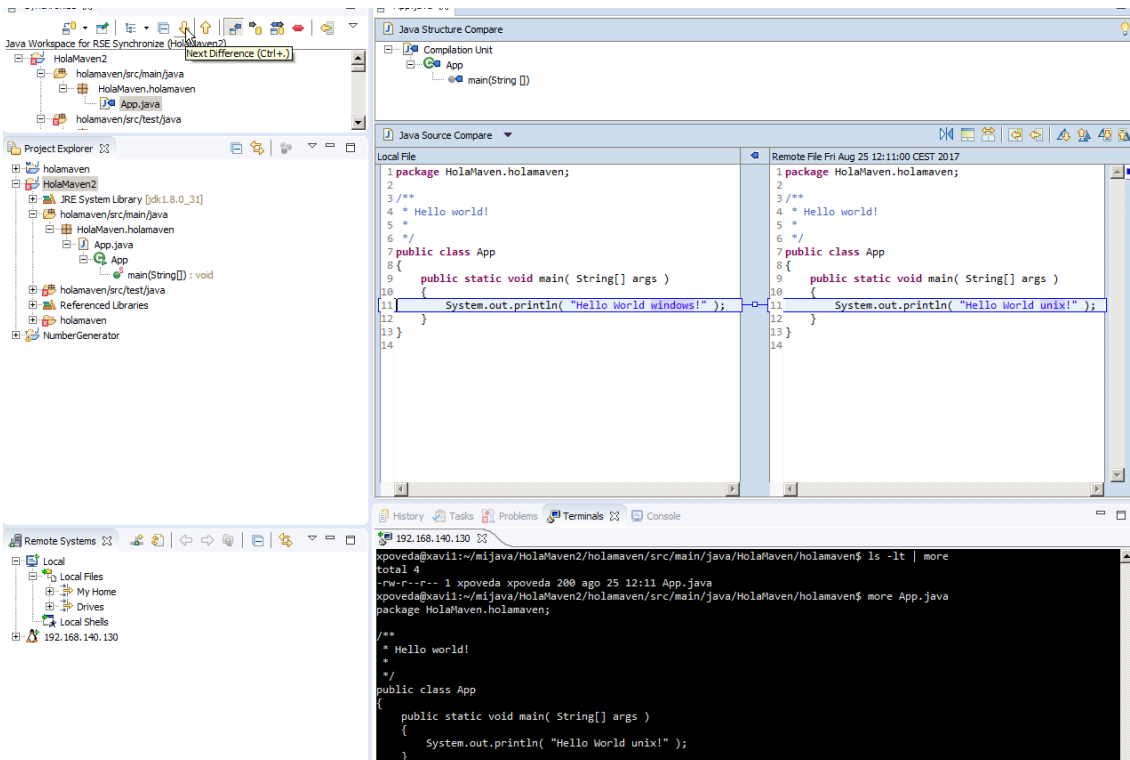 Java Workspace for RSE Synchronize (HolaMaven2)
Next Difference (Ctrl+.)
HolaMaven2
holamaven/src/main/java
HolaMaven.holamaven
App.java
holamaven/src/test/java
Project Explorer
holamaven
HolaMaven2
JRE System Library [jdk1.8.0_31]
holamaven/src/main/java
HolaMaven.holamaven
App.java
App
main(String[]) : void
holamaven/src/test/java
Referenced Libraries
holamaven
NumberGenerator
Remote Systems
Local
Local Files
My Home
Drives
Local Shells
192.168.140.130
Java Structure Compare
Compilation Unit
App
main(String [])
Java Source Compare
Local File
1 package HolaMaven.holamaven;
2
3 /**
4  * Hello world!
5  *
6  */
7 public class App
8 {
9     public static void main( String[] args )
10     {
11         System.out.println( "Hello World windows!" );
12     }
13 }
14
Remote File Fri Aug 25 12:11:00 CEST 2017
1 package HolaMaven.holamaven;
2
3 /**
4  * Hello world!
5  *
6  */
7 public class App
8 {
9     public static void main( String[] args )
10     {
11         System.out.println( "Hello World unix!" );
12     }
13 }
14
History Tasks Problems Terminals Console
192.168.140.130
xpoveda@xavi1:~/mijava/HolaMaven2/holamaven/src/main/java/HolaMaven/holamaven$ ls -lt | more
total 4
-rw-r--r-- 1 xpoveda xpoveda 200 ago 25 12:11 App.java
xpoveda@xavi1:~/mijava/HolaMaven2/holamaven/src/main/java/HolaMaven/holamaven$ more App.java
package HolaMaven.holamaven;
/**
 * Hello world!
 *
 */
public class App
{
    public static void main( String[] args )
    {
        System.out.println( "Hello World unix!" );
    }